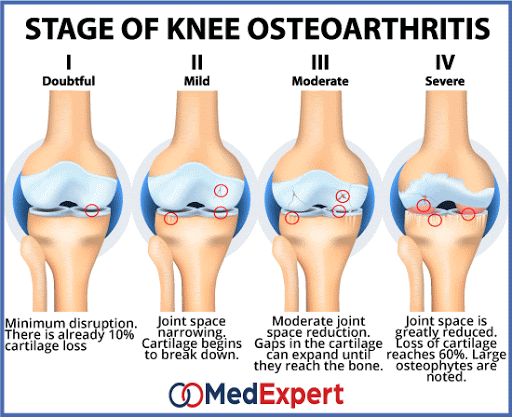 STAGE OF KNEE OSTEOARTHRITIS
I
Doubtful
II
Mild
III
Moderate
IV
Severe
Minimum disruption.
There is already 10%
cartilage loss
Joint space
narrowing.
Cartilage begins
to break down.
Moderate joint
space reduction.
Gaps in the cartilage
can expand until
they reach the bone.
Joint space is
greatly reduced.
Loss of cartilage
reaches 60%. Large
osteophytes are
noted.
MedExpert